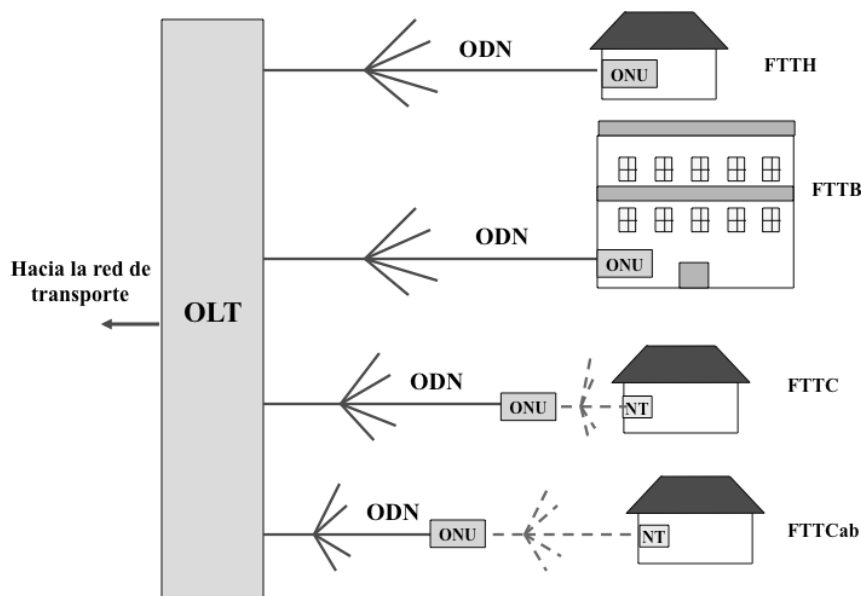 ODN
ONU
FTTH
ODN
ONU
FTTB
Hacia la red de
transporte
OLT
ODN
ONU
NT
FTTC
ODN
ONU
NT
FTTCab